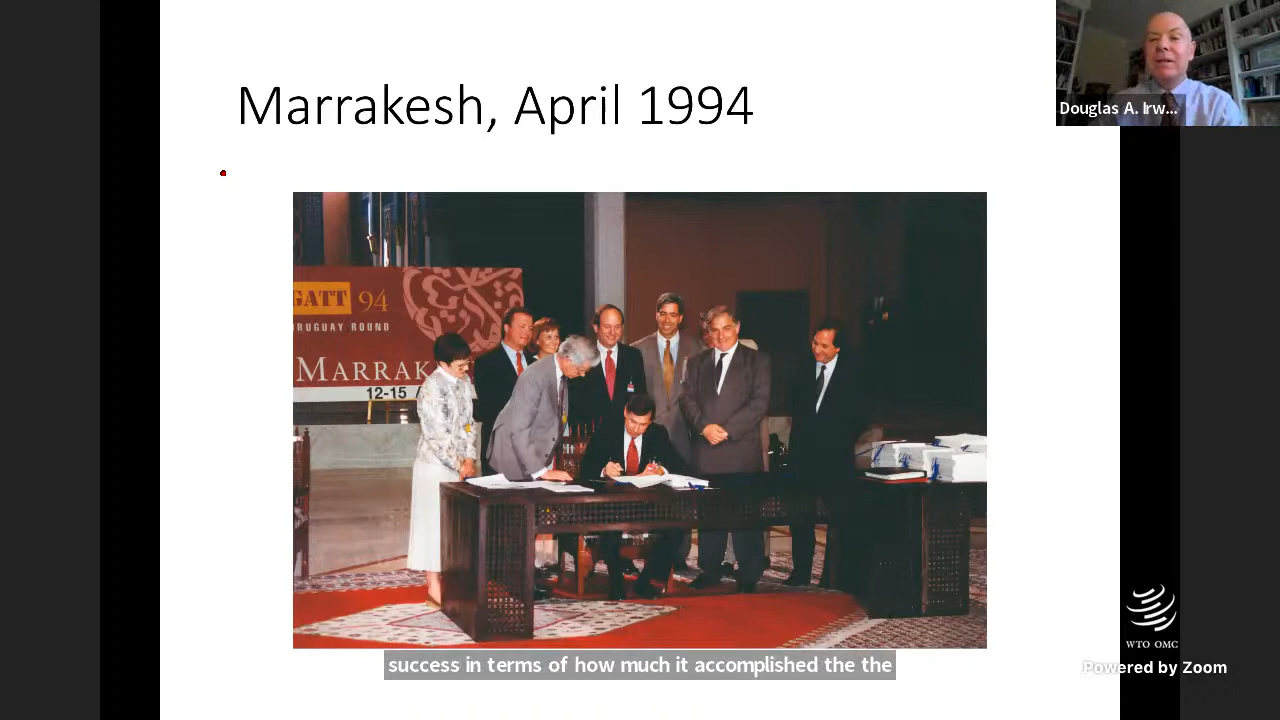 Marrakesh, April 1994
Douglas A. Irw...
GATT 94
URUGUAY ROUND
MARRAK
12-15
success in terms of how much it accomplished the the
WTO OMC
Powered by Zoom